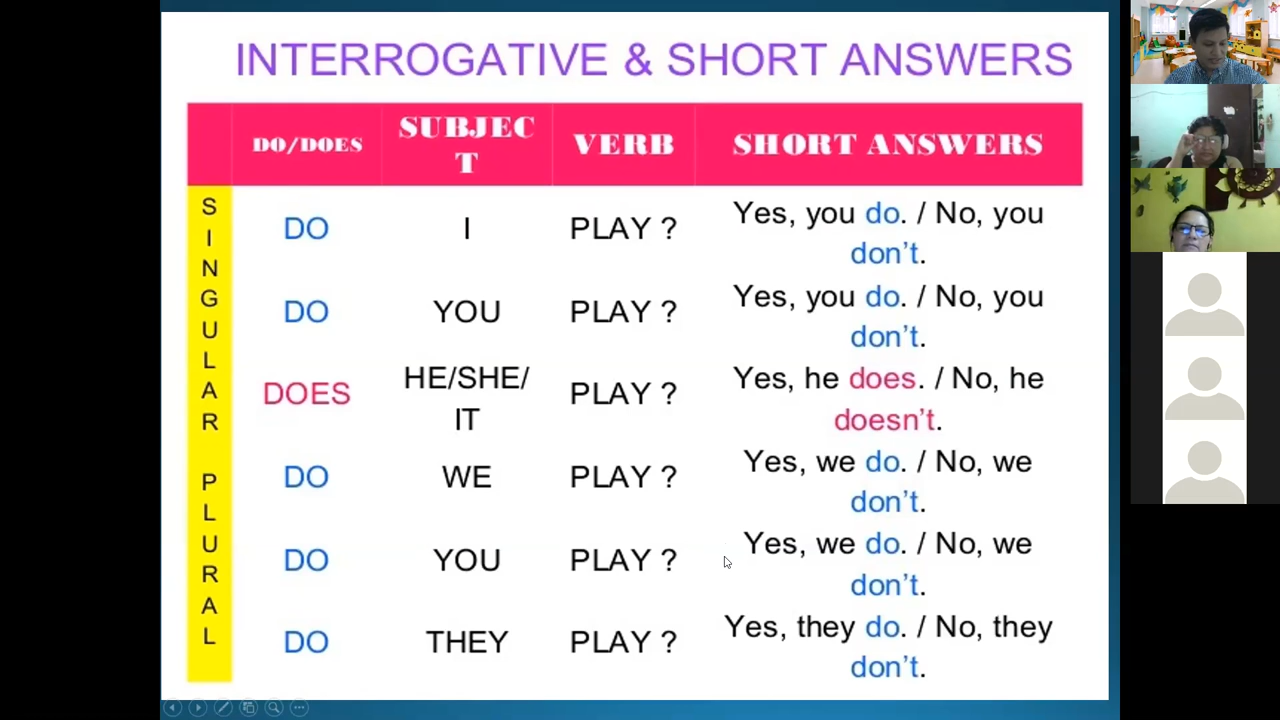 INTERROGATIVE & SHORT ANSWERS
DO/DOES
SUBJEC
T
VERB
SHORT ANSWERS
SINGULAR
PLURAL
DO
I
PLAY ?
Yes, you do. / No, you
don't.
DO
YOU
PLAY ?
Yes, you do. / No, you
don't.
DOES
HE/SHE/
IT
PLAY ?
Yes, he does. / No, he
doesn't.
DO
WE
PLAY ?
Yes, we do. / No, we
don't.
DO
YOU
PLAY ?
Yes, we do. / No, we
don't.
DO
THEY
PLAY ?
Yes, they do. / No, they
don't.